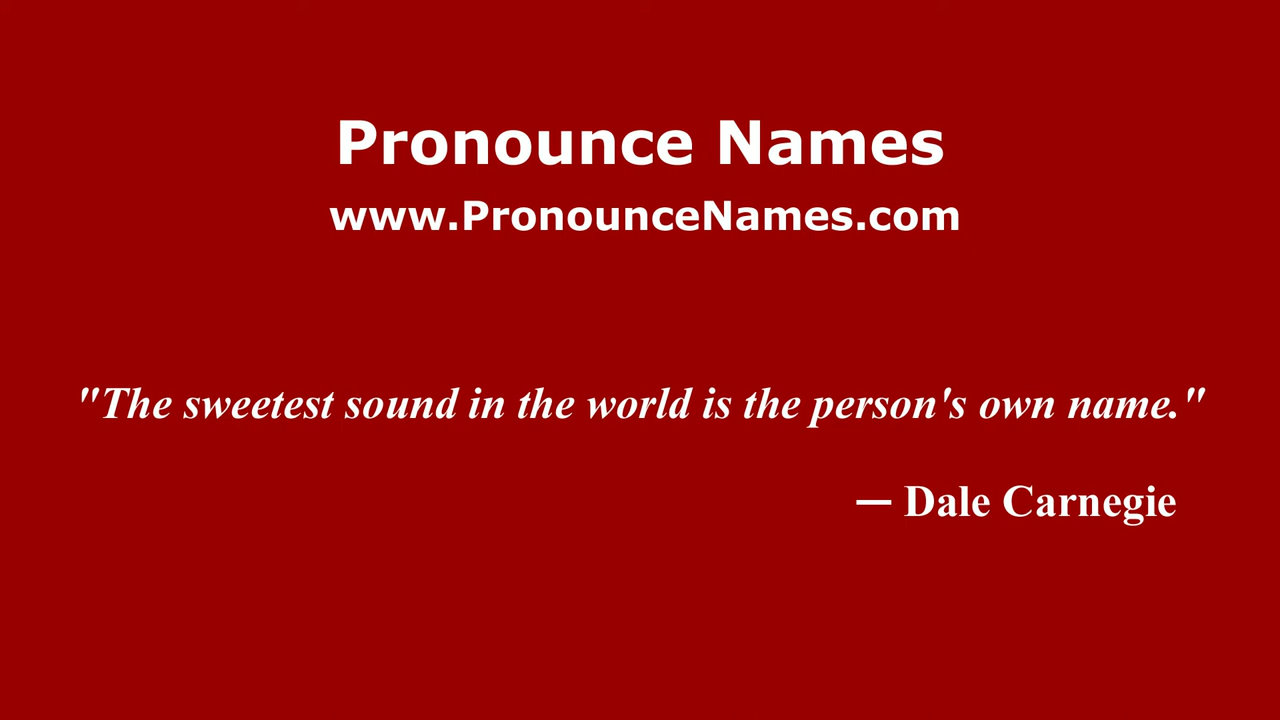 Pronounce Names
www.PronounceNames.com
"The sweetest sound in the world is the person's own name."
— Dale Carnegie